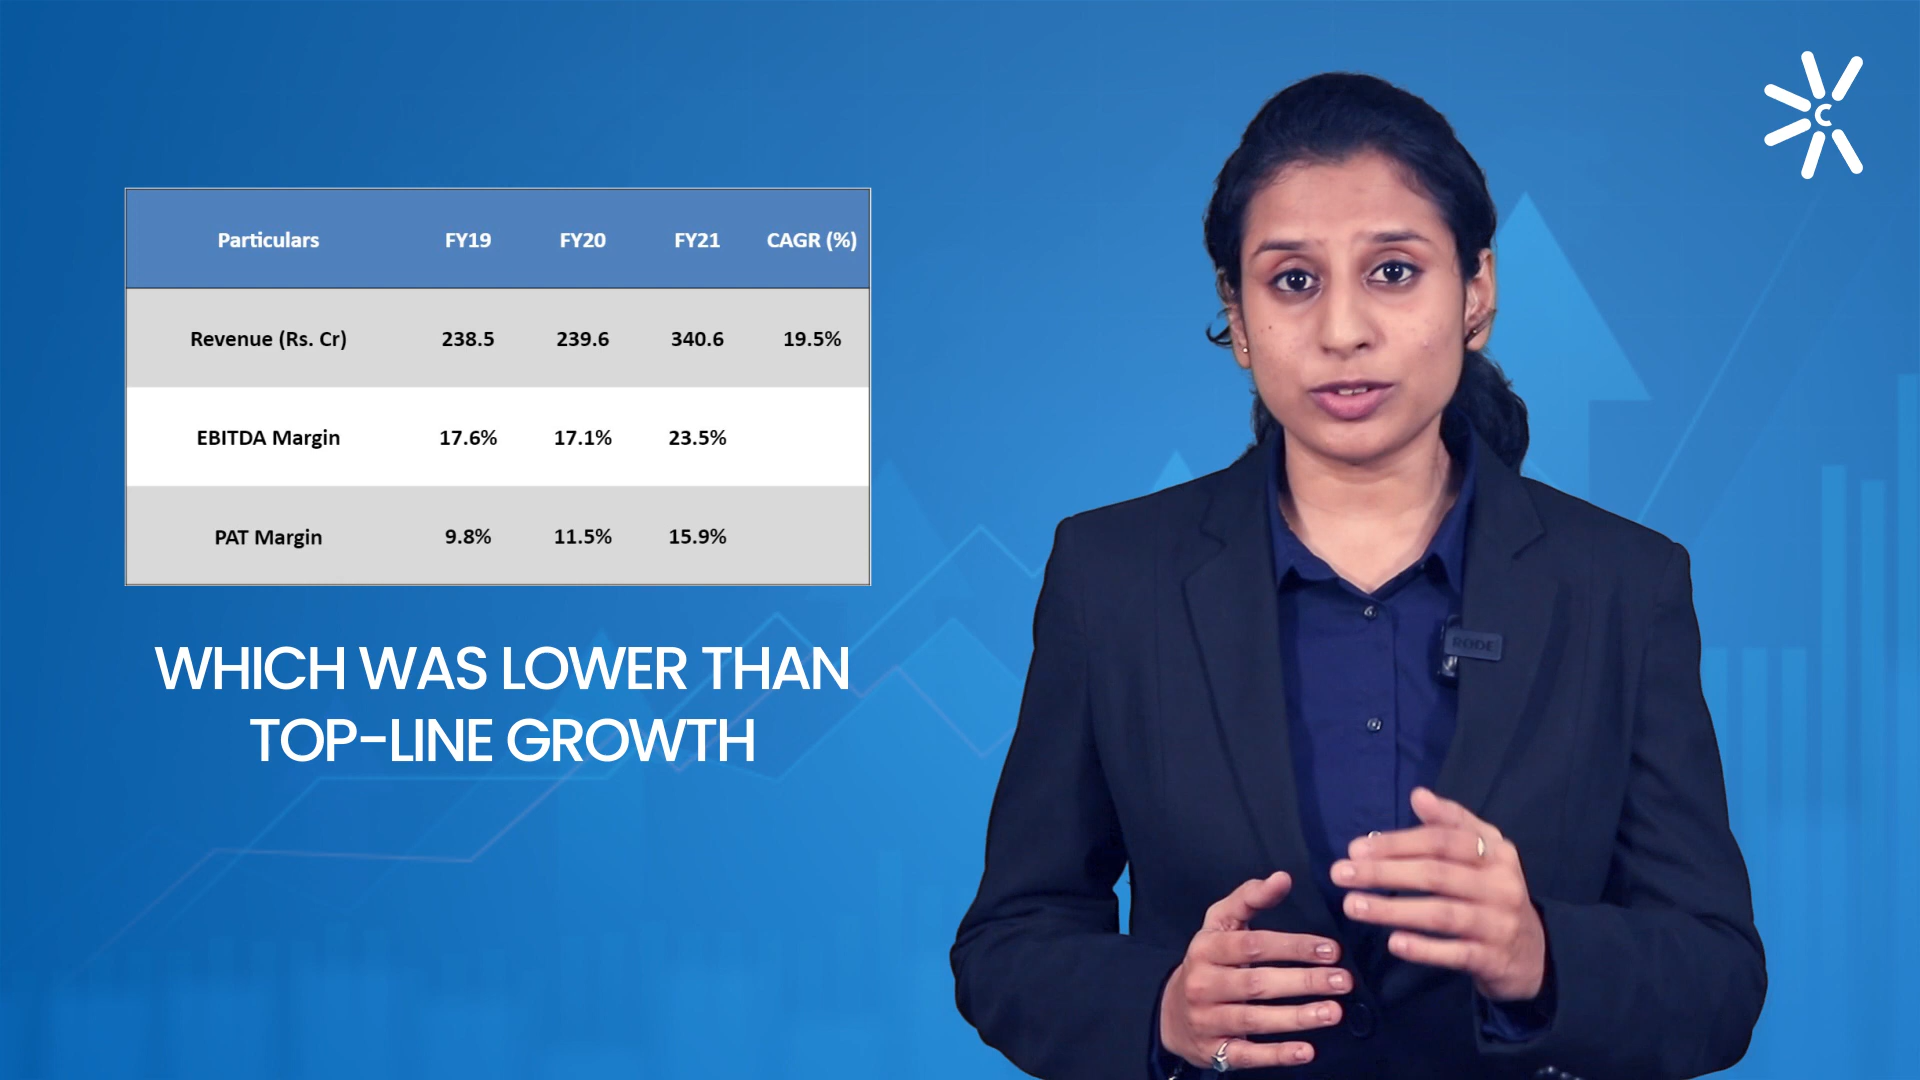 Particulars FY19 FY20 FY21 CAGR (%)
Revenue (Rs. Cr) 238.5 239.6 340.6 19.5%
EBITDA Margin 17.6% 17.1% 23.5%
PAT Margin 9.8% 11.5% 15.9%
WHICH WAS LOWER THAN
TOP-LINE GROWTH
RODE